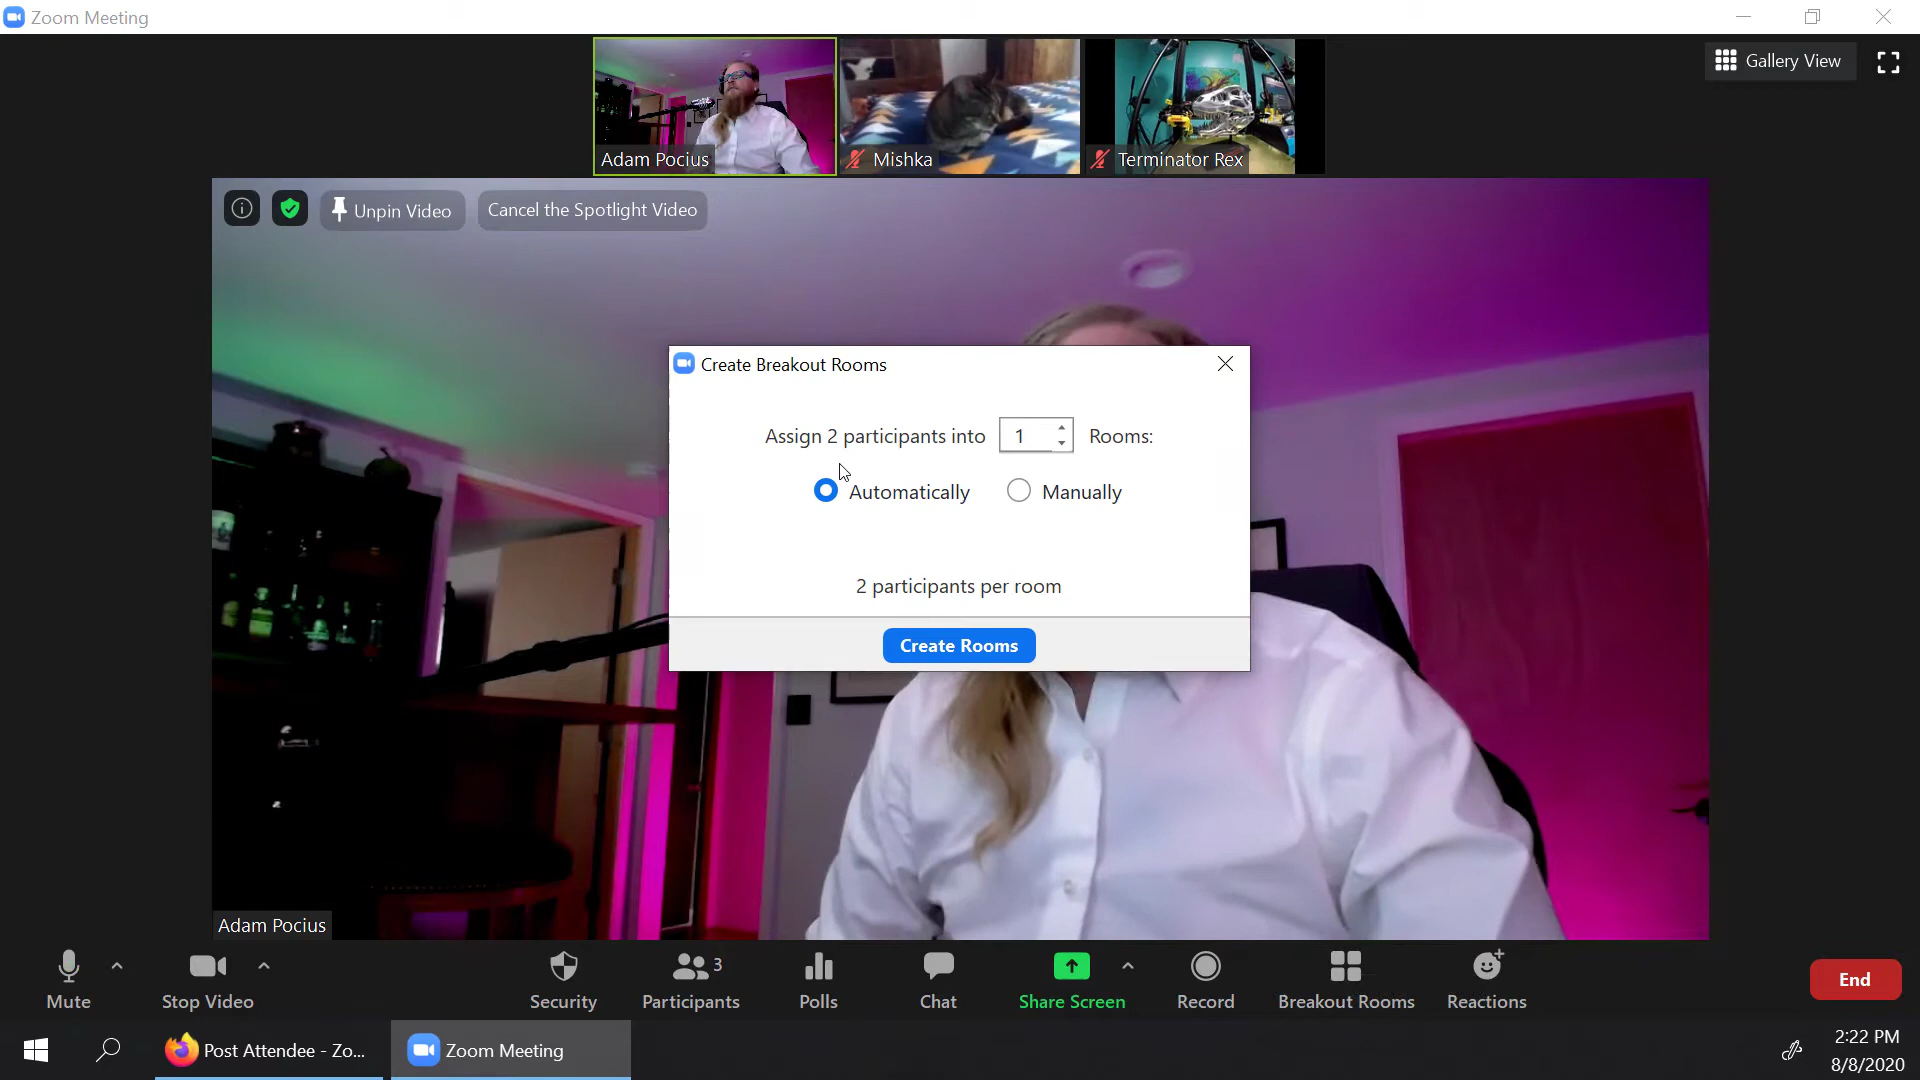 Zoom Meeting
Gallery View
Adam Pocius
Mishka
Terminator Rex
Unpin Video
Cancel the Spotlight Video
Create Breakout Rooms
Assign 2 participants into 1 Rooms:
Automatically Manually
2 participants per room
Create Rooms
Adam Pocius
3
Mute
Stop Video
Security
Participants
Polls
Chat
Share Screen
Record
Breakout Rooms
Reactions
End
Post Attendee - Zo...
Zoom Meeting
2:22 PM
8/8/2020